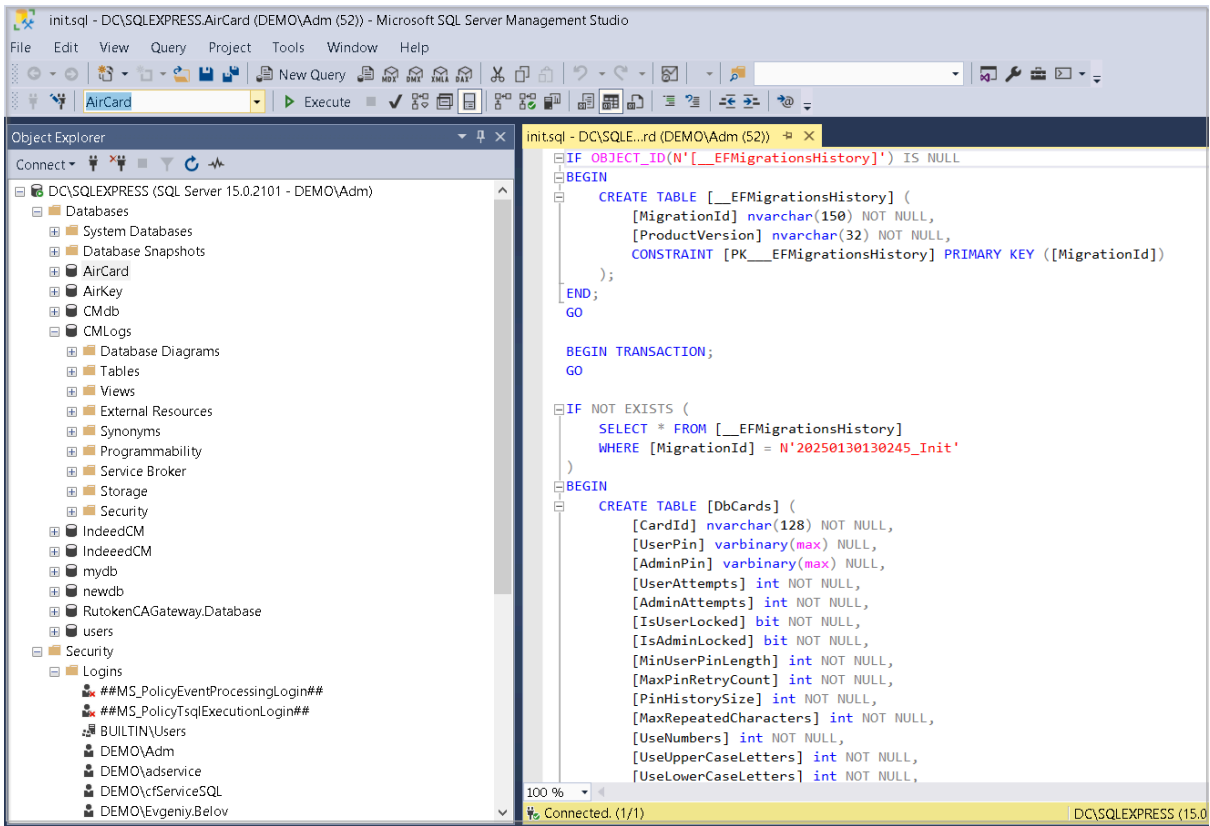 init.sql - DC\SQLEXPRESS.AirCard (DEMO\Adm (52)) - Microsoft SQL Server Management Studio
File Edit View Query Project Tools Window Help
New Query MDX DMX XMLA DAX
AirCard Execute
Object Explorer
Connect
DC\SQLEXPRESS (SQL Server 15.0.2101 - DEMO\Adm)
Databases
System Databases
Database Snapshots
AirCard
AirKey
CMdb
CMLogs
Database Diagrams
Tables
Views
External Resources
Synonyms
Programmability
Service Broker
Storage
Security
IndeedCM
IndeeedCM
mydb
newdb
RutokenCAGateway.Database
users
Security
Logins
##MS_PolicyEventProcessingLogin##
##MS_PolicyTsqlExecutionLogin##
BUILTIN\Users
DEMO\Adm
DEMO\adservice
DEMO\cfServiceSQL
DEMO\Evgeniy.Belov
init.sql - DC\SQLE...rd (DEMO\Adm (52))
IF OBJECT_ID(N'[__EFMigrationsHistory]') IS NULL
BEGIN
CREATE TABLE [__EFMigrationsHistory] (
[MigrationId] nvarchar(150) NOT NULL,
[ProductVersion] nvarchar(32) NOT NULL,
CONSTRAINT [PK___EFMigrationsHistory] PRIMARY KEY ([MigrationId])
);
END;
GO
BEGIN TRANSACTION;
GO
IF NOT EXISTS (
SELECT * FROM [__EFMigrationsHistory]
WHERE [MigrationId] = N'20250130130245_Init'
)
BEGIN
CREATE TABLE [DbCards] (
[CardId] nvarchar(128) NOT NULL,
[UserPin] varbinary(max) NULL,
[AdminPin] varbinary(max) NULL,
[UserAttempts] int NOT NULL,
[AdminAttempts] int NOT NULL,
[IsUserLocked] bit NOT NULL,
[IsAdminLocked] bit NOT NULL,
[MinUserPinLength] int NOT NULL,
[MaxPinRetryCount] int NOT NULL,
[PinHistorySize] int NOT NULL,
[MaxRepeatedCharacters] int NOT NULL,
[UseNumbers] int NOT NULL,
[UseUpperCaseLetters] int NOT NULL,
[UseLowerCaseLetters] int NOT NULL,
100 %
Connected. (1/1) DC\SQLEXPRESS (15.0